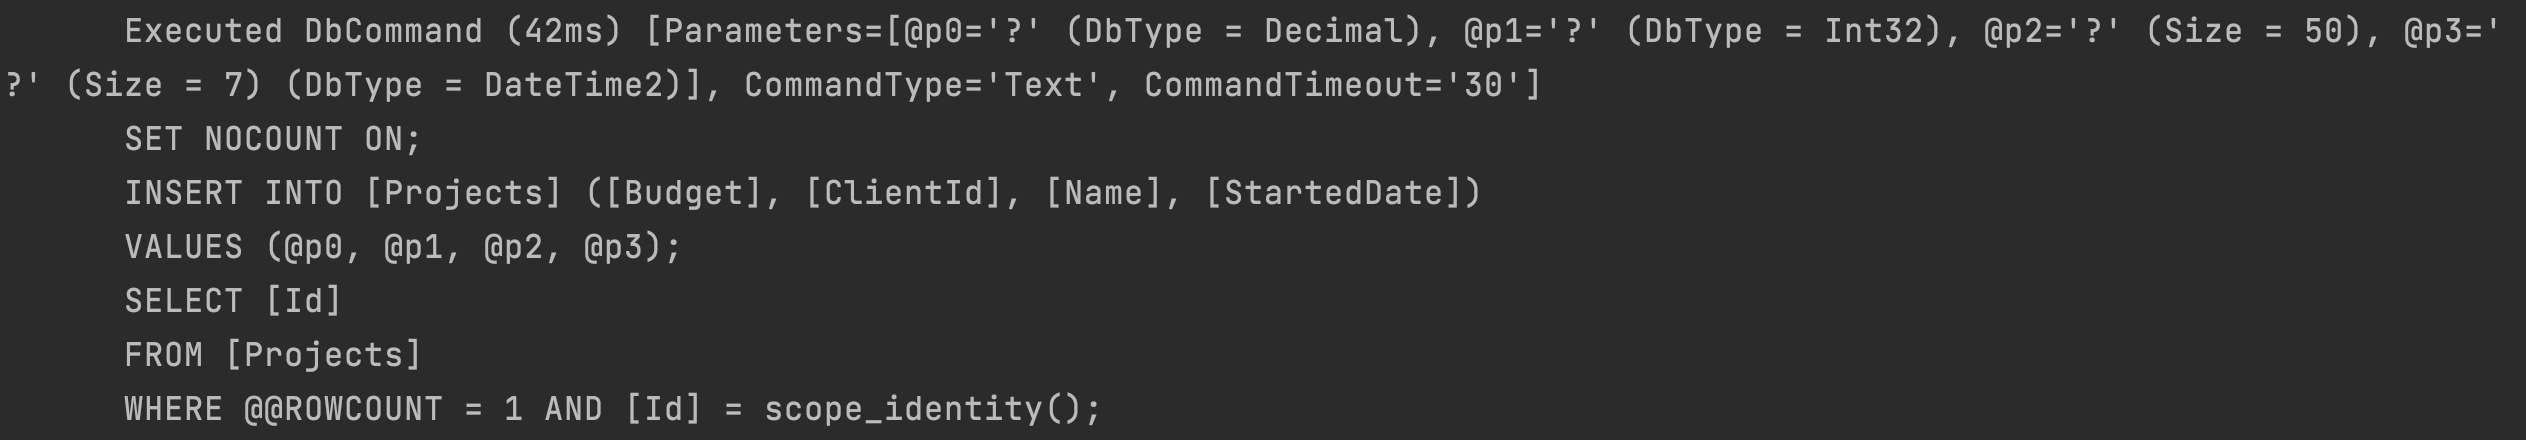 Executed DbCommand (42ms) [Parameters=[@p0='?' (DbType = Decimal), @p1='?' (DbType = Int32), @p2='?' (Size = 50), @p3='
?' (Size = 7) (DbType = DateTime2)], CommandType='Text', CommandTimeout='30']
SET NOCOUNT ON;
INSERT INTO [Projects] ([Budget], [ClientId], [Name], [StartedDate])
VALUES (@p0, @p1, @p2, @p3);
SELECT [Id]
FROM [Projects]
WHERE @@ROWCOUNT = 1 AND [Id] = scope_identity();